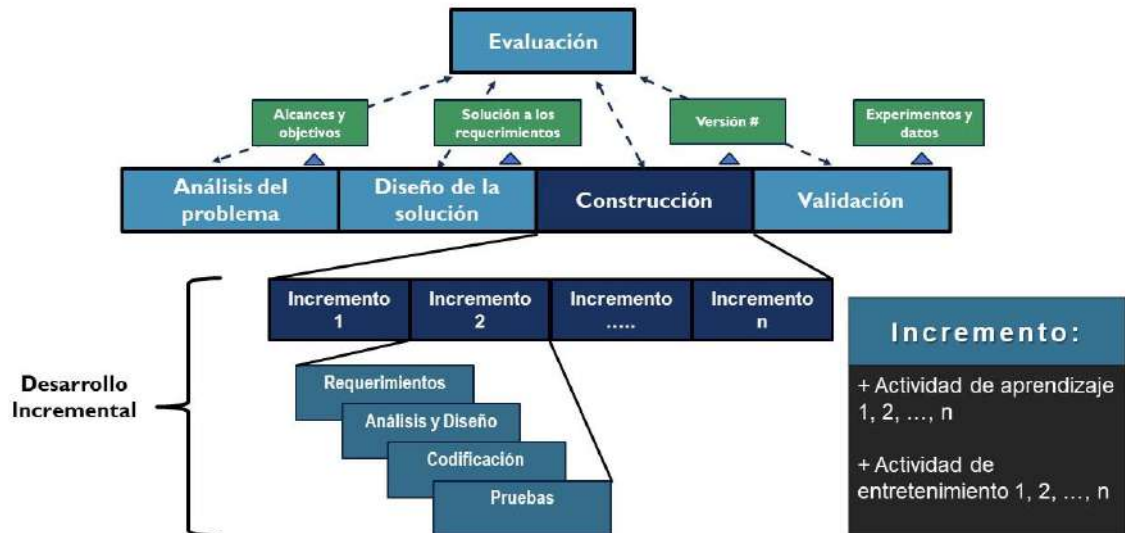 Evaluación
Alcances y
objetivos
Solución a los
requerimientos
Versión #
Experimentos y
datos
Análisis del
problema
Diseño de la
solución
Construcción
Validación
Incremento
1
Incremento
2
Incremento
.....
Incremento
n
Desarrollo
Incremental
Requerimientos
Análisis y Diseño
Codificación
Pruebas
Incremento:
+ Actividad de aprendizaje
1, 2, ..., n
+ Actividad de
entretenimiento 1, 2, ..., n